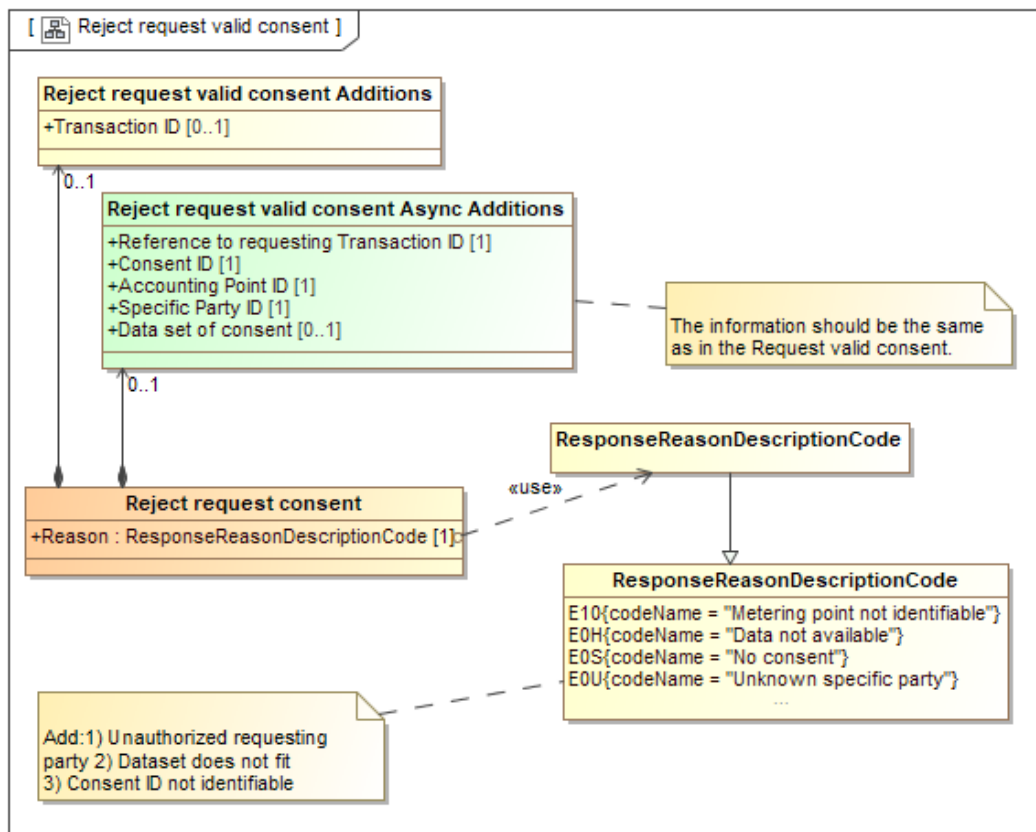 [ Reject request valid consent ]
Reject request valid consent Additions
+Transaction ID [0..1]
0..1
Reject request valid consent Async Additions
+Reference to requesting Transaction ID [1]
+Consent ID [1]
+Accounting Point ID [1]
+Specific Party ID [1]
+Data set of consent [0..1]
The information should be the same
as in the Request valid consent.
0..1
ResponseReasonDescriptionCode
«use»
Reject request consent
+Reason : ResponseReasonDescriptionCode [1]
ResponseReasonDescriptionCode
E10{codeName = "Metering point not identifiable"}
E0H{codeName = "Data not available"}
E0S{codeName = "No consent"}
E0U{codeName = "Unknown specific party"}
...
Add:1) Unauthorized requesting
party 2) Dataset does not fit
3) Consent ID not identifiable